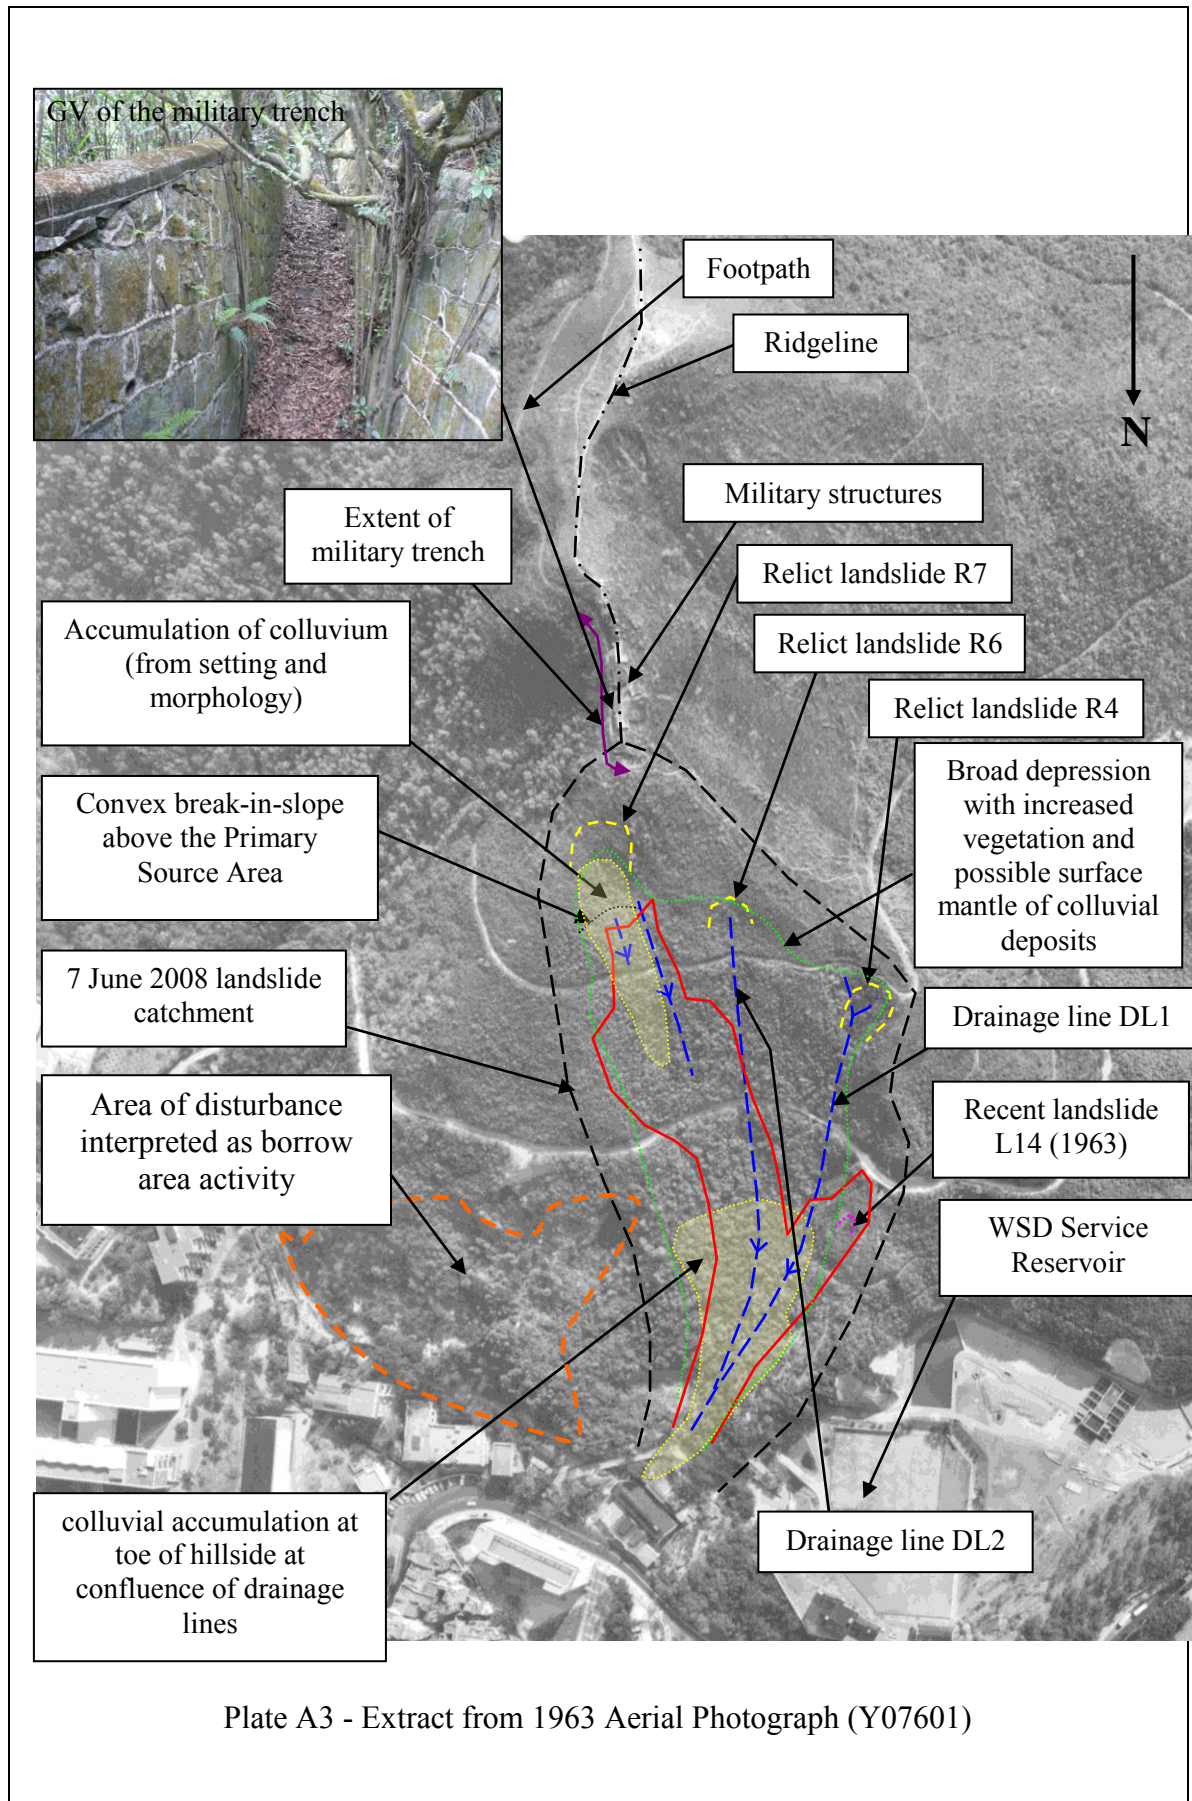 GV of the military trench
Footpath
Ridgeline
N
Military structures
Extent of
military trench
Relict landslide R7
Accumulation of colluvium
(from setting and
morphology)
Relict landslide R6
Relict landslide R4
Broad depression
with increased
vegetation and
possible surface
mantle of colluvial
deposits
Convex break-in-slope
above the Primary
Source Area
7 June 2008 landslide
catchment
Drainage line DL1
Area of disturbance
interpreted as borrow
area activity
Recent landslide
L14 (1963)
WSD Service
Reservoir
colluvial accumulation at
toe of hillside at
confluence of drainage
lines
Drainage line DL2
Plate A3 - Extract from 1963 Aerial Photograph (Y07601)